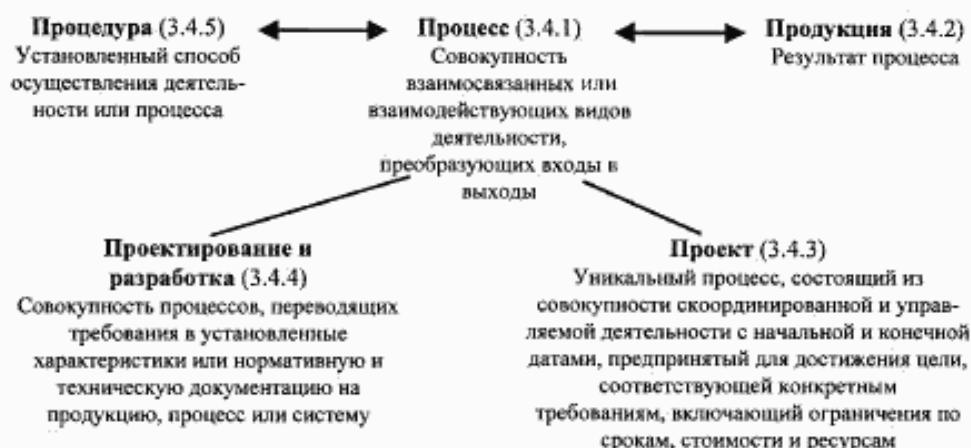 Процедура (3.4.5)
Установленный способ
осуществления деятель-
ности или процесса
Процесс (3.4.1)
Совокупность
взаимосвязанных или
взаимодействующих видов
деятельности,
преобразующих входы в
выходы
Продукция (3.4.2)
Результат процесса
Проектирование и
разработка (3.4.4)
Совокупность процессов, переводящих
требования в установленные
характеристики или нормативную и
техническую документацию на
продукцию, процесс или систему
Проект (3.4.3)
Уникальный процесс, состоящий из
совокупности скоординированной и управ-
ляемой деятельности с начальной и конечной
датами, предпринятый для достижения цели,
соответствующей конкретным
требованиям, включающий ограничения по
срокам, стоимости и ресурсам